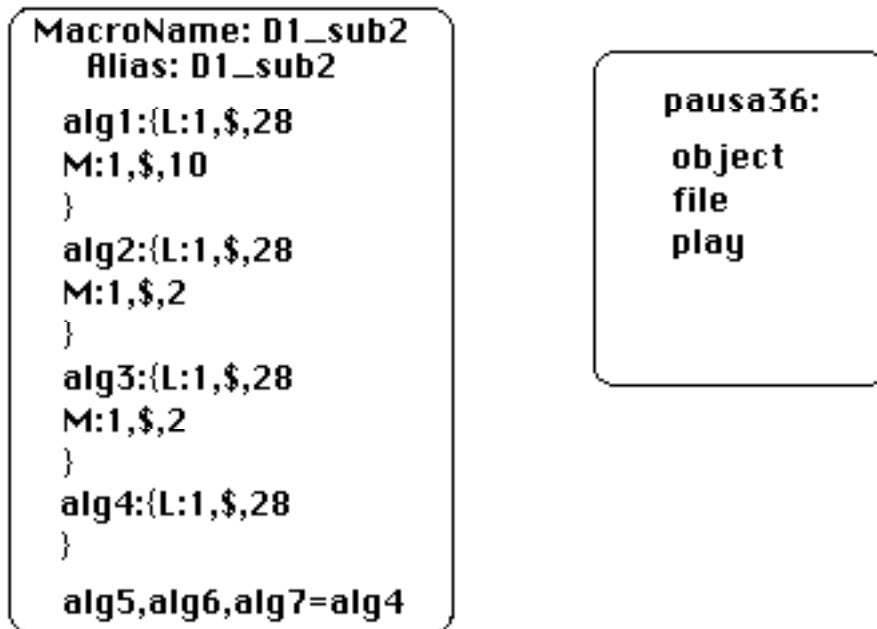 MacroName: D1_sub2
Alias: D1_sub2
alg1:{L:1,$,28
M:1,$,10
}
alg2:{L:1,$,28
M:1,$,2
}
alg3:{L:1,$,28
M:1,$,2
}
alg4:{L:1,$,28
}
alg5,alg6,alg7=alg4
pausa36:
object
file
play